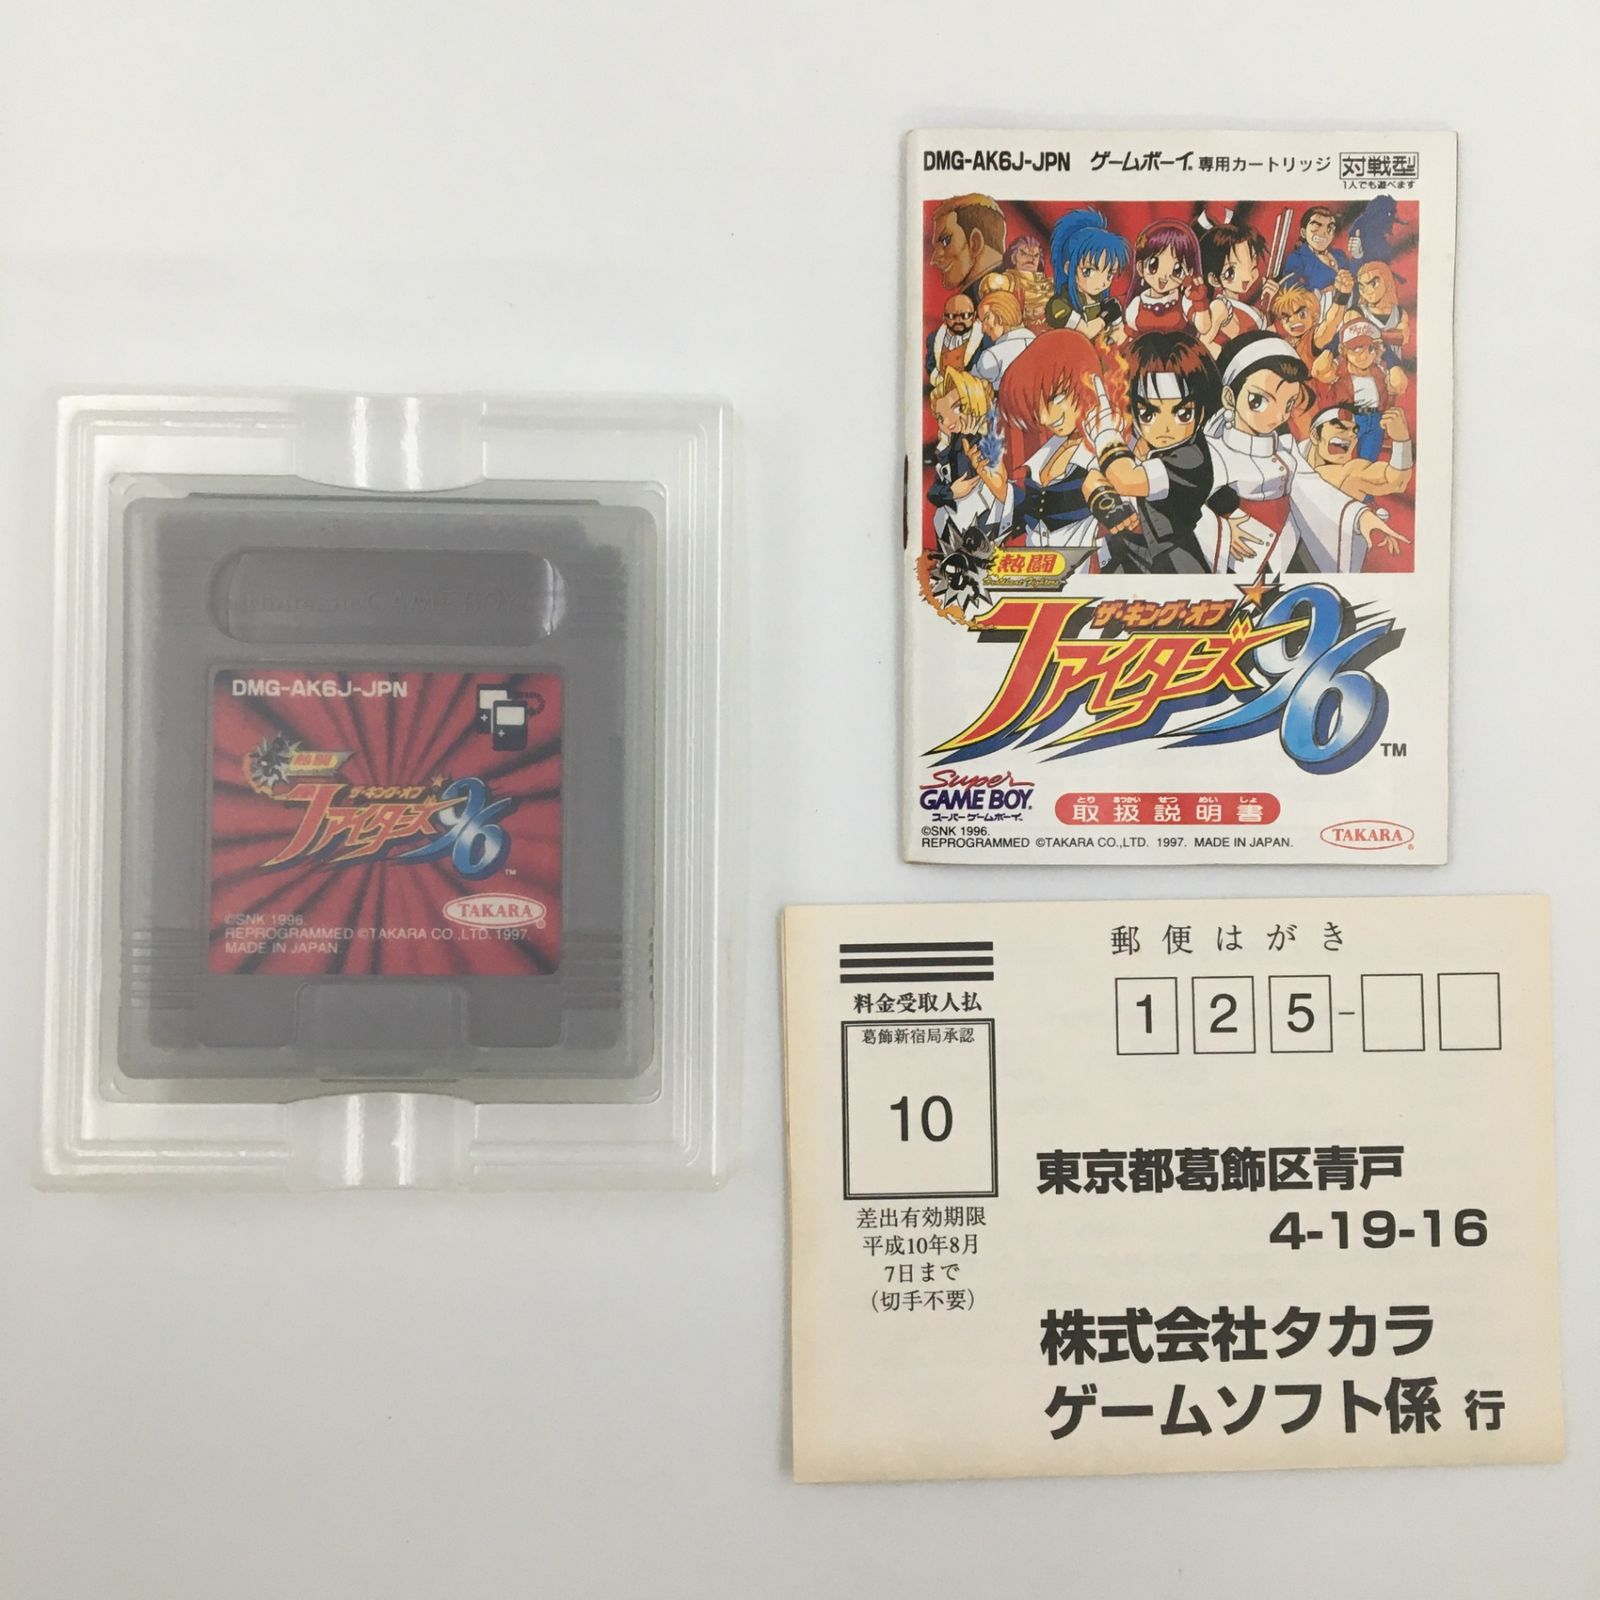 Nintendo GAME BOY
DMG-AK6J-JPN
熱闘
ザ・キング・オブ
ファイターズ'96
TM
TAKARA
©SNK 1996.
REPROGRAMMED ©TAKARA CO.,LTD. 1997.
MADE IN JAPAN.
DMG-AK6J-JPN ゲームボーイ 専用カートリッジ 対戦型
1人でも遊べます
熱闘
ザ・キング・オブ
ファイターズ'96
TM
Super
GAME BOY
スーパーゲームボーイ
とり あつかい せつ めい しょ
取扱説明書
©SNK 1996.
REPROGRAMMED ©TAKARA CO.,LTD. 1997. MADE IN JAPAN.
TAKARA
郵便はがき
125-
料金受取人払
葛飾新宿局承認
10
差出有効期限
平成10年8月
7日まで
(切手不要)
東京都葛飾区青戸
4-19-16
株式会社タカラ
ゲームソフト係 行